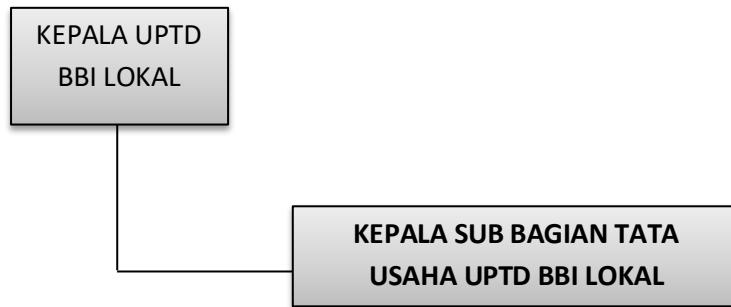 KEPALA UPTD
BBI LOKAL
KEPALA SUB BAGIAN TATA
USAHA UPTD BBI LOKAL